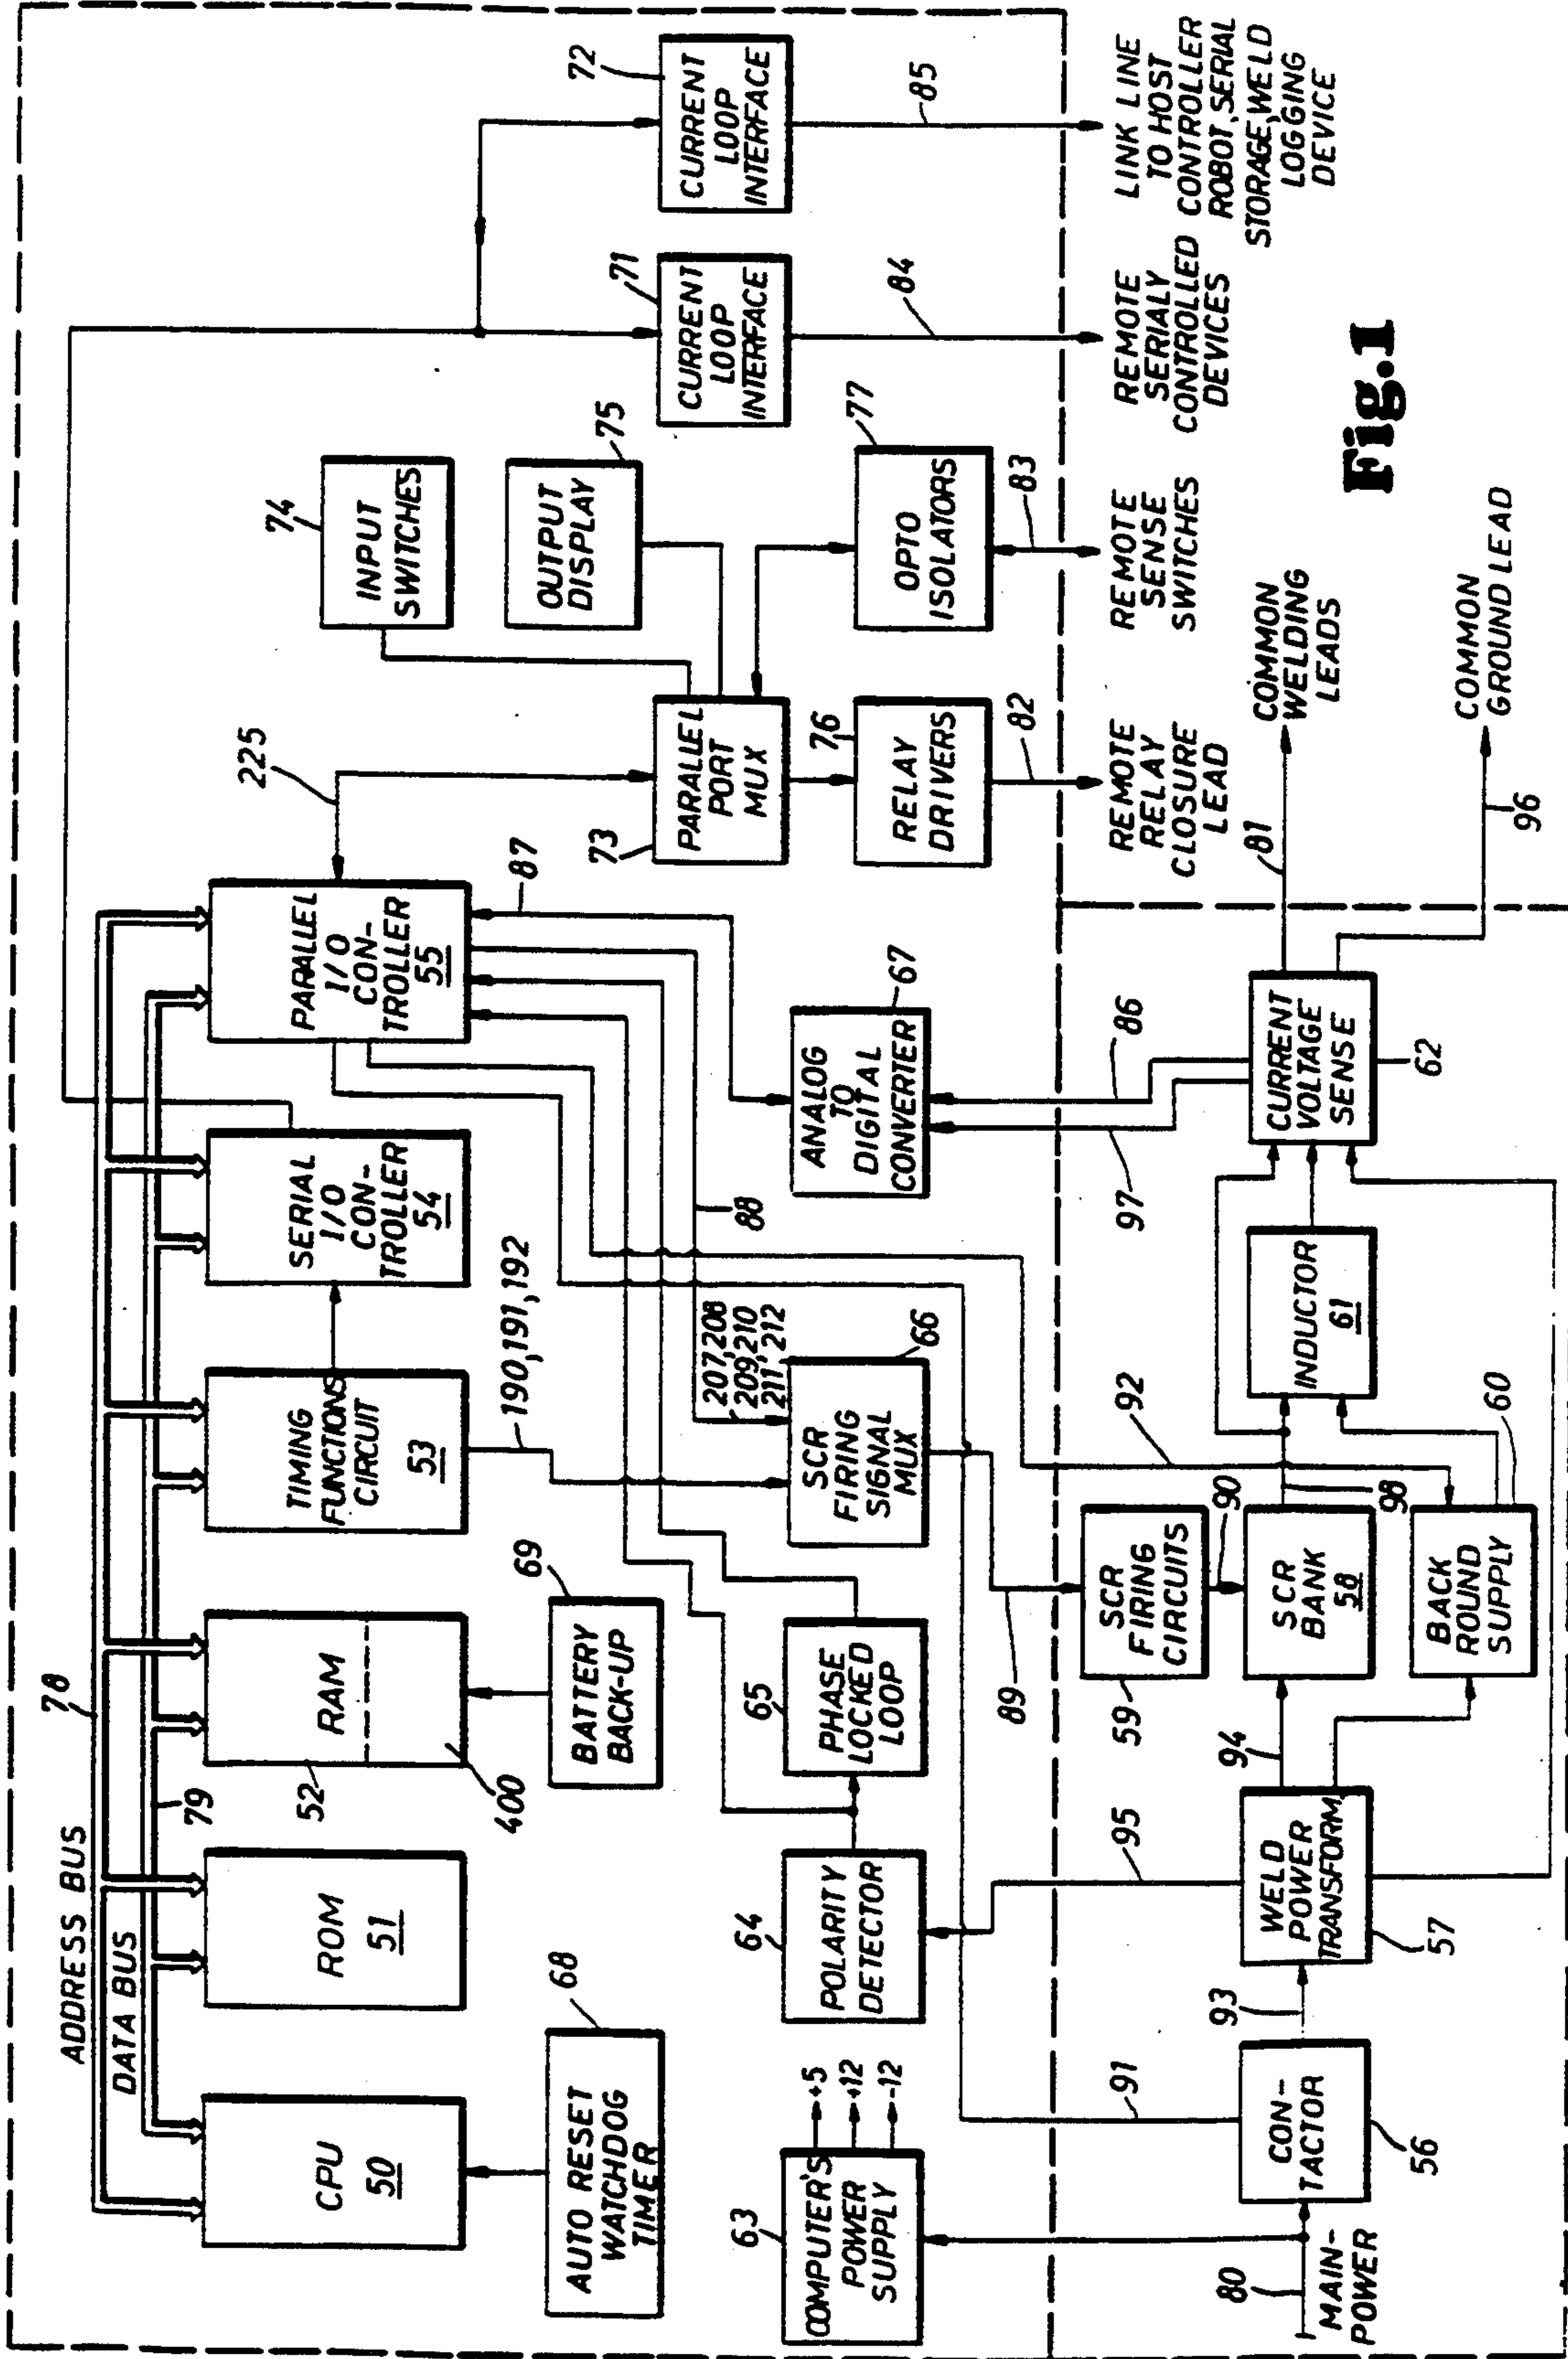 78
ADDRESS BUS
DATA BUS
79
CPU
50
ROM
51
RAM
52
400
TIMING
FUNCTIONS
CIRCUIT
53
SERIAL
I/O
CON-
TROLLER
54
PARALLEL
I/O
CON-
TROLLER
55
225
AUTO RESET
WATCHDOG
TIMER
68
BATTERY
BACK-UP
69
190,191,192
87
88
INPUT
SWITCHES
74
OUTPUT
DISPLAY
75
PARALLEL
PORT
MUX
73
CURRENT
LOOP
INTERFACE
71
CURRENT
LOOP
INTERFACE
72
COMPUTER'S
POWER
SUPPLY
63
+5
+12
-12
POLARITY
DETECTOR
64
PHASE
LOCKED
LOOP
65
207,208
209,210
211,212
SCR
FIRING
SIGNAL
MUX
66
ANALOG
TO
DIGITAL
CONVERTER
67
RELAY
DRIVERS
76
OPTO
ISOLATORS
77
82
83
84
85
91
95
89
92
97
86
REMOTE
RELAY
CLOSURE
LEAD
REMOTE
SENSE
SWITCHES
REMOTE
SERIALY
CONTROLLED
DEVICES
LINK LINE
TO HOST
CONTROLLER
ROBOT,SERIAL
STORAGE,WELD
LOGGING
DEVICE
80
MAIN-
POWER
CON-
TACTOR
56
93
WELD
POWER
TRANSFORM.
57
94
SCR
FIRING
CIRCUITS
59
90
SCR
BANK
58
98
BACK
ROUND
SUPPLY
60
INDUCTOR
61
CURRENT
VOLTAGE
SENSE
62
81
COMMON
WELDING
LEADS
96
COMMON
GROUND LEAD
Fig.1